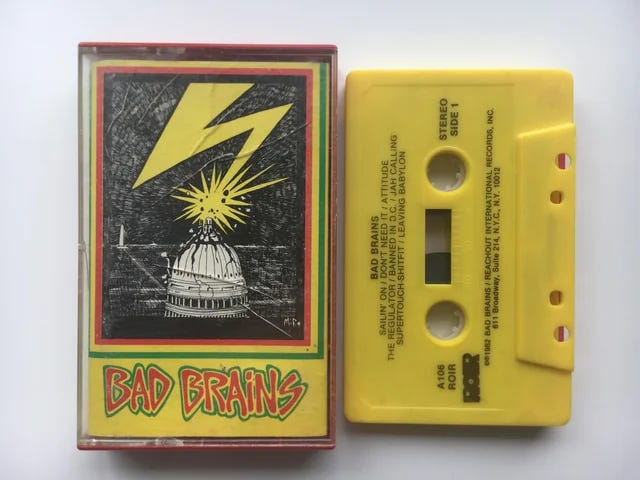 BAD BRAiNS
BAD BRAINS
SAILIN' ON / DON'T NEED IT / ATTITUDE
THE REGULATOR / BANNED IN D.C. / JAH CALLING
SUPERTOUCH-SHITFIT / LEAVING BABYLON
STEREO
SIDE 1
A106
ROIR
ROIR
©℗1982 BAD BRAINS / REACHOUT INTERNATIONAL RECORDS, INC.
611 Broadway, Suite 214, N.Y.C., N.Y. 10012